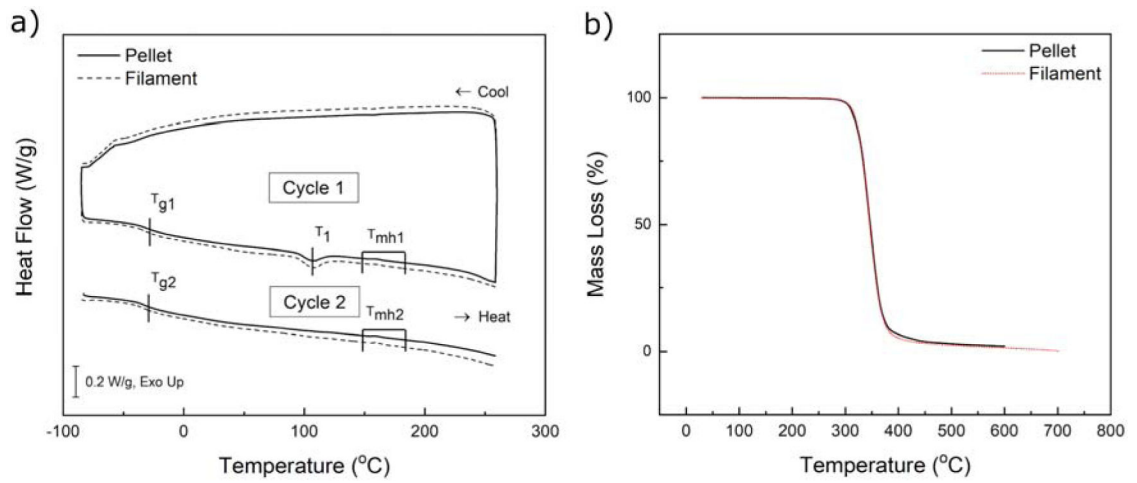 a)
Pellet
Filament
← Cool
Cycle 1
Tg1
T1
Tmh1
Tg2
Cycle 2
Tmh2
→ Heat
0.2 W/g, Exo Up
Heat Flow (W/g)
-100 0 100 200 300
Temperature (°C)
b)
Pellet
Filament
100
50
0
Mass Loss (%)
0 100 200 300 400 500 600 700 800
Temperature (°C)